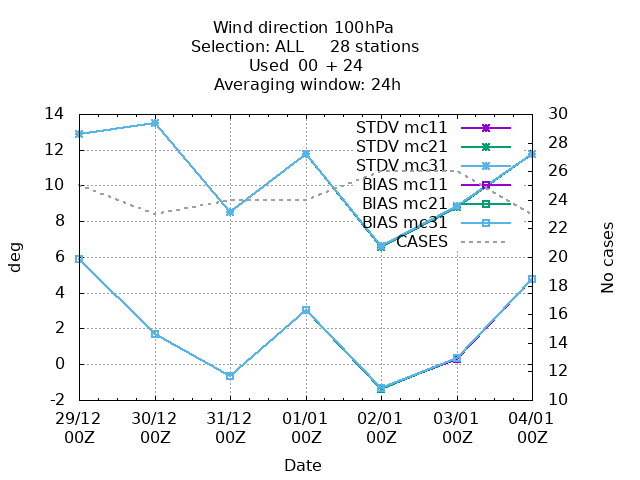 Wind direction 100hPa
Selection: ALL     28 stations
Used  00  + 24
Averaging window: 24h
14 30
STDV mc11
28
STDV mc21
12
STDV mc31
26
10 BIAS mc11
24
BIAS mc21
8 BIAS mc31 22
CASES
6 20
deg
No cases
4 18
16
2
14
0
12
-2 10
29/12 30/12 31/12 01/01 02/01 03/01 04/01
00Z 00Z 00Z 00Z 00Z 00Z 00Z
Date